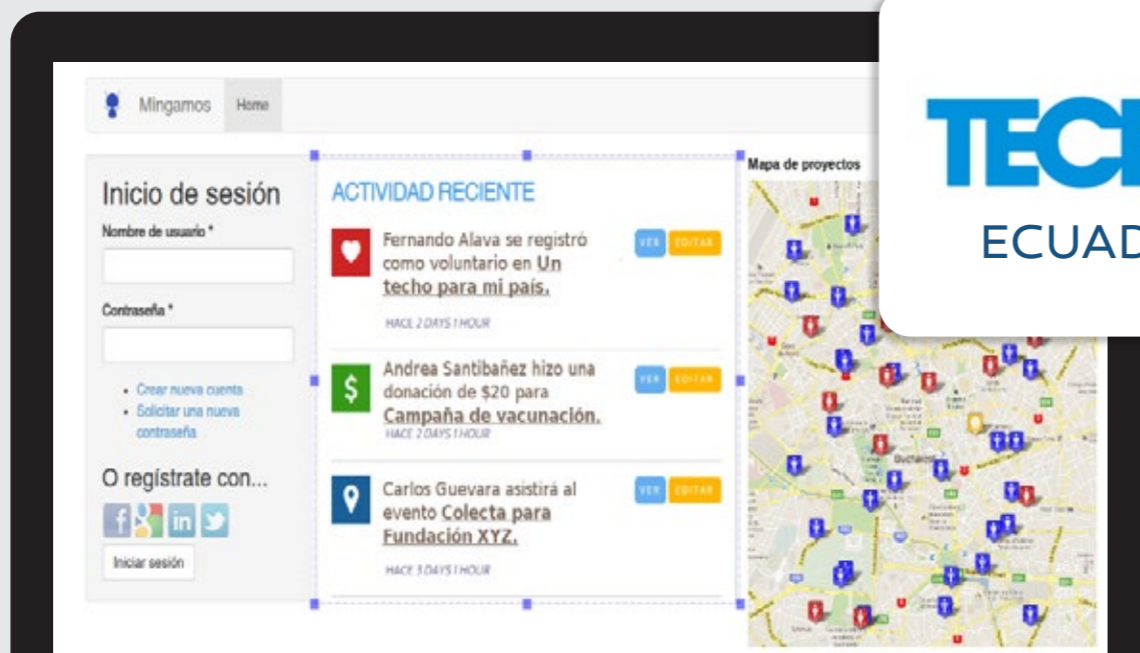 Mingamos
Home
Inicio de sesión
Nombre de usuario *
Contraseña *
Crear nueva cuenta
Solicitar una nueva
contraseña
O regístrate con...
Iniciar sesión
ACTIVIDAD RECIENTE
Fernando Alava se registró
como voluntario en Un
techo para mi país.
HACE 2 DAYS 1 HOUR
VER EDITAR
Andrea Santibañez hizo una
donación de $20 para
Campaña de vacunación.
HACE 2 DAYS 1 HOUR
VER EDITAR
Carlos Guevara asistirá al
evento Colecta para
Fundación XYZ.
HACE 3 DAYS 1 HOUR
VER EDITAR
Mapa de proyectos
Bucharest
TECH
ECUAD